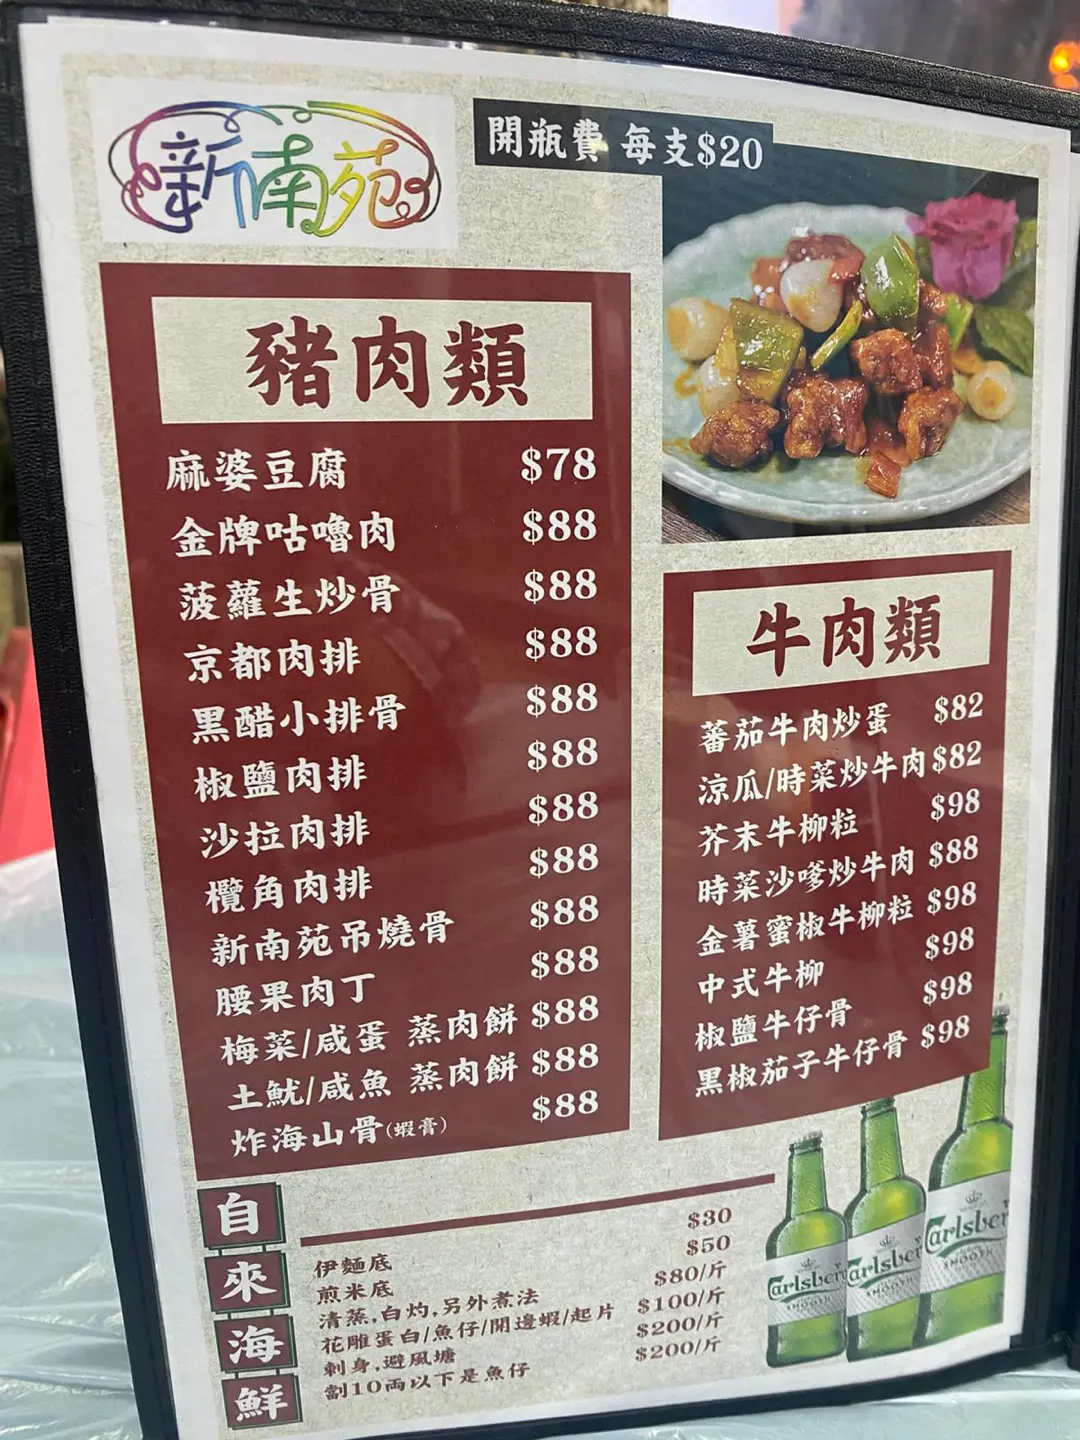 新南苑
開瓶費 每支$20
豬肉類
麻婆豆腐 $78
金牌咕嚕肉 $88
菠蘿生炒骨 $88
京都肉排 $88
黑醋小排骨 $88
椒鹽肉排 $88
沙拉肉排 $88
欖角肉排 $88
新南苑吊燒骨 $88
腰果肉丁 $88
梅菜/咸蛋 蒸肉餅 $88
土魷/咸魚 蒸肉餅 $88
炸海山骨(蝦膏) $88
牛肉類
蕃茄牛肉炒蛋 $82
涼瓜/時菜炒牛肉 $82
芥末牛柳粒 $98
時菜沙嗲炒牛肉 $88
金薯蜜椒牛柳粒 $98
中式牛柳 $98
椒鹽牛仔骨 $98
黑椒茄子牛仔骨 $98
自來海鮮
伊麵底 $30
煎米底 $50
清蒸,白灼,另外煮法 $80/斤
花雕蛋白/魚仔/開邊蝦/起片 $100/斤
刺身,避風塘 $200/斤
劏10両以下是魚仔 $200/斤
Carlsberg
SMOOTH
Carlsberg
SMOOTH
Carlsberg
SMOOTH